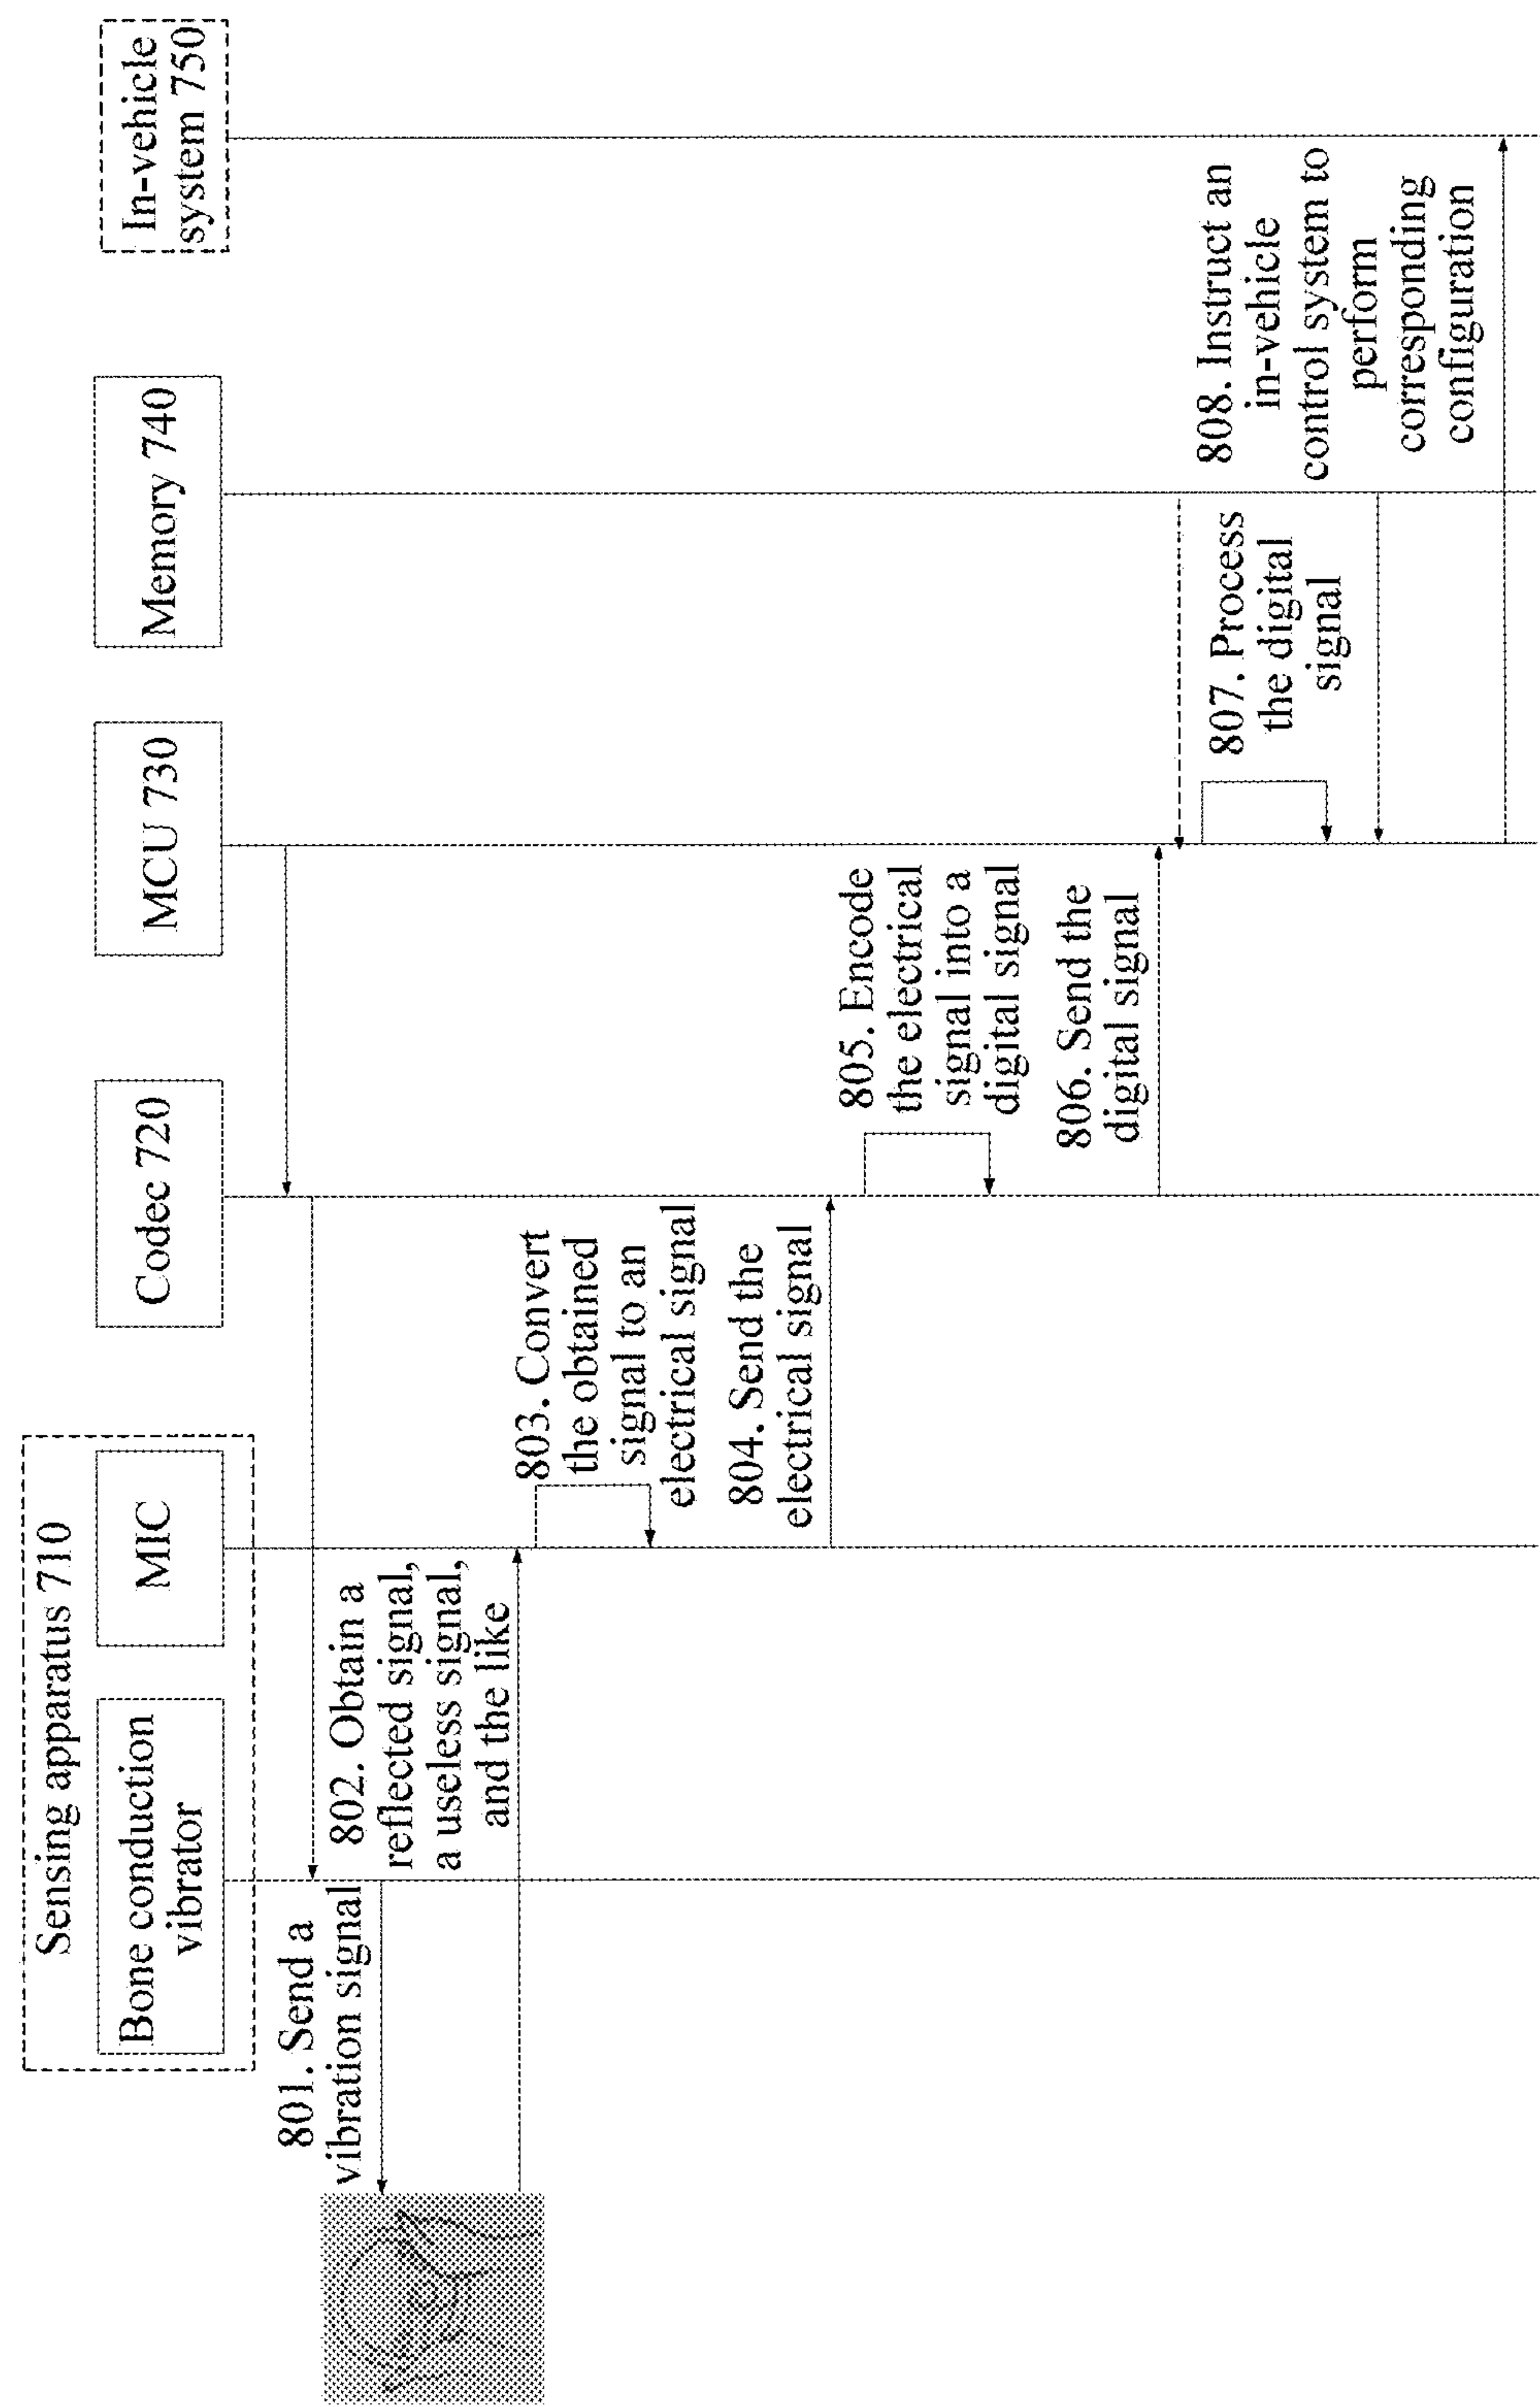 Sensing apparatus 710
Bone conduction
vibrator
MIC
Codec 720
MCU 730
Memory 740
In-vehicle
system 750
801. Send a
vibration signal
802. Obtain a
reflected signal,
a useless signal,
and the like
803. Convert
the obtained
signal to an
electrical signal
804. Send the
electrical signal
805. Encode
the electrical
signal into a
digital signal
806. Send the
digital signal
807. Process
the digital
signal
808. Instruct an
in-vehicle
control system to
perform
corresponding
configuration